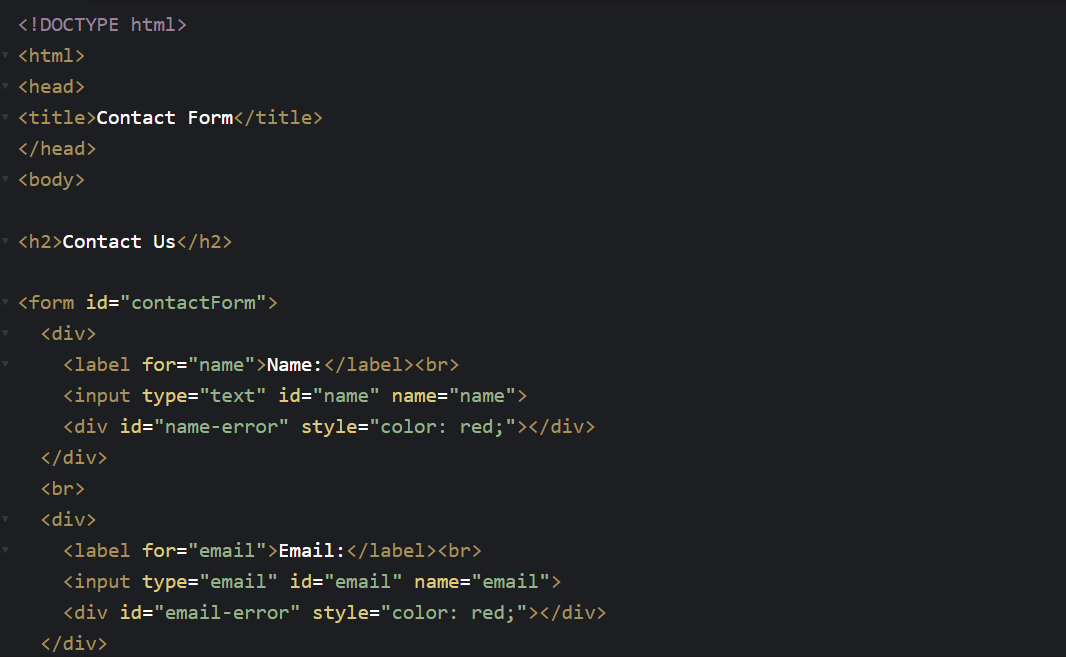 <!DOCTYPE html>
<html>
<head>
<title>Contact Form</title>
</head>
<body>
<h2>Contact Us</h2>
<form id="contactForm">
<div>
<label for="name">Name:</label><br>
<input type="text" id="name" name="name">
<div id="name-error" style="color: red;"></div>
</div>
<br>
<div>
<label for="email">Email:</label><br>
<input type="email" id="email" name="email">
<div id="email-error" style="color: red;"></div>
</div>